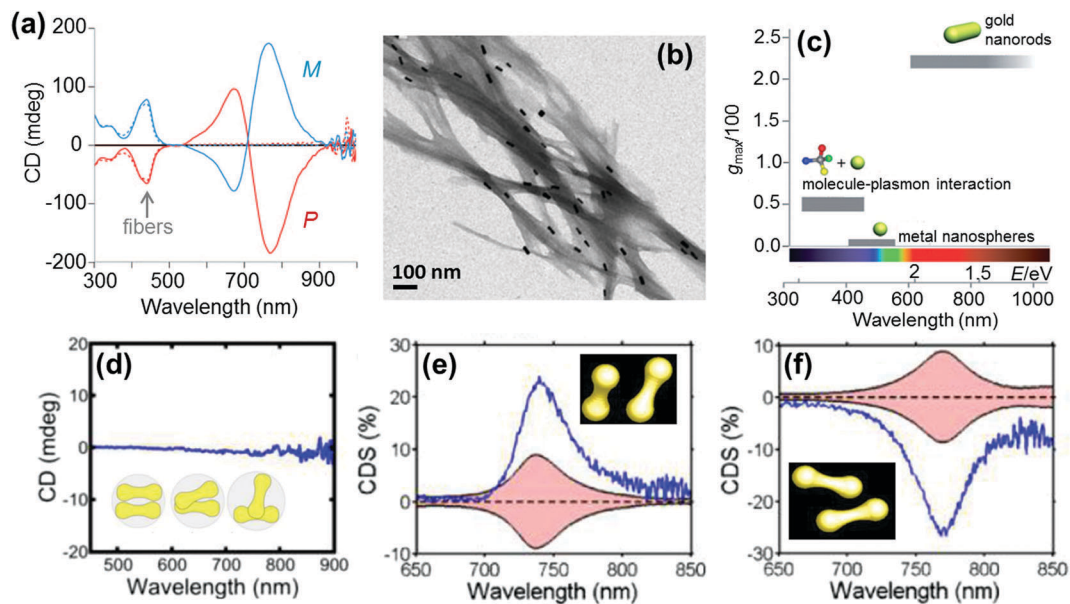 (a)
CD (mdeg)
200
100
0
-100
-200
M
P
fibers
300 500 700 900
Wavelength (nm)
(b)
100 nm
(c)
g_max/100
2.5
2.0
1.5
1.0
0.5
0.0
gold
nanorods
+
molecule-plasmon interaction
metal nanospheres
2 1,5 E/eV
200 400 600 800 1000
Wavelength (nm)
(d)
CD (mdeg)
20
10
0
-10
-20
500 600 700 800 900
Wavelength (nm)
(e)
CDS (%)
30
20
10
0
-10
650 700 750 800 850
Wavelength (nm)
(f)
CDS (%)
10
0
-10
-20
-30
650 700 750 800 850
Wavelength (nm)